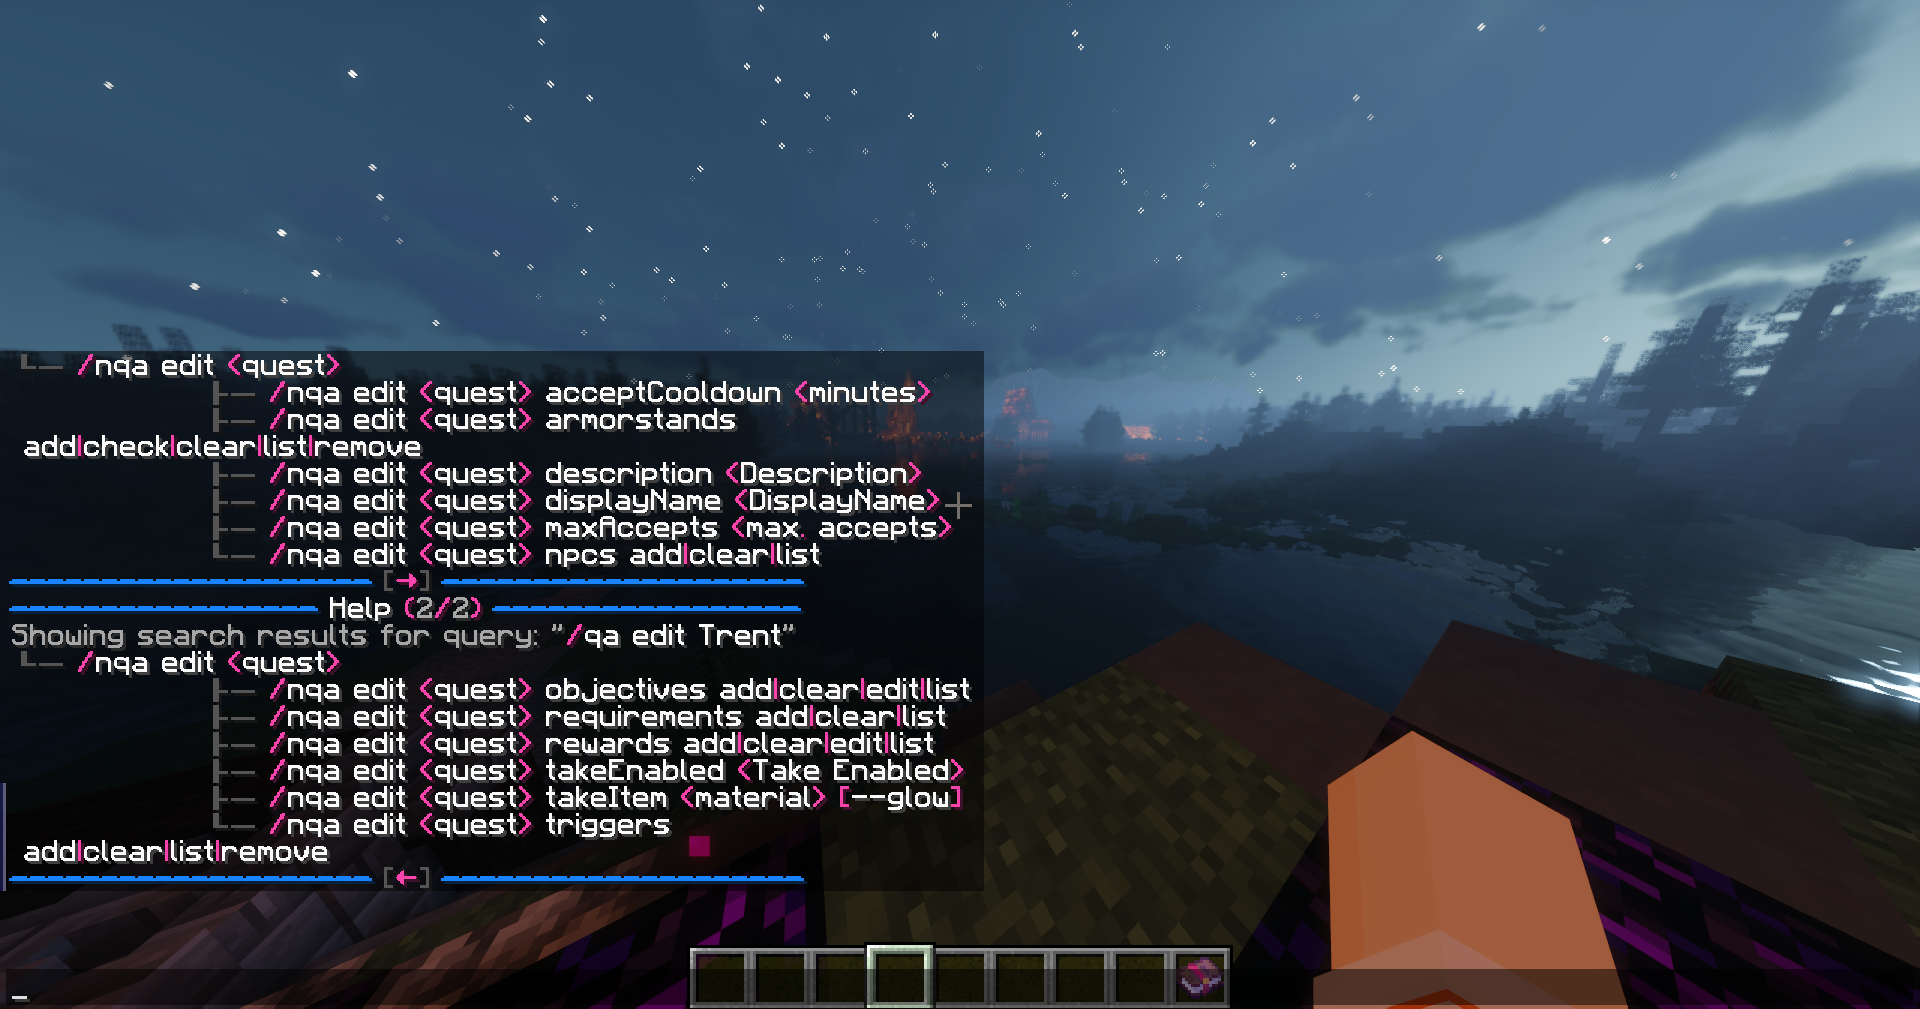 /nqa edit <quest>
/nqa edit <quest> acceptCooldown <minutes>
/nqa edit <quest> armorstands
add|check|clear|list|remove
/nqa edit <quest> description <Description>
/nqa edit <quest> displayName <DisplayName>
/nqa edit <quest> maxAccepts <max. accepts>
/nqa edit <quest> npcs add|clear|list
[→]
Help (2/2)
Showing search results for query: "/qa edit Trent"
/nqa edit <quest>
/nqa edit <quest> objectives add|clear|edit|list
/nqa edit <quest> requirements add|clear|list
/nqa edit <quest> rewards add|clear|edit|list
/nqa edit <quest> takeEnabled <Take Enabled>
/nqa edit <quest> takeItem <material> [--glow]
/nqa edit <quest> triggers
add|clear|list|remove
[←]
_